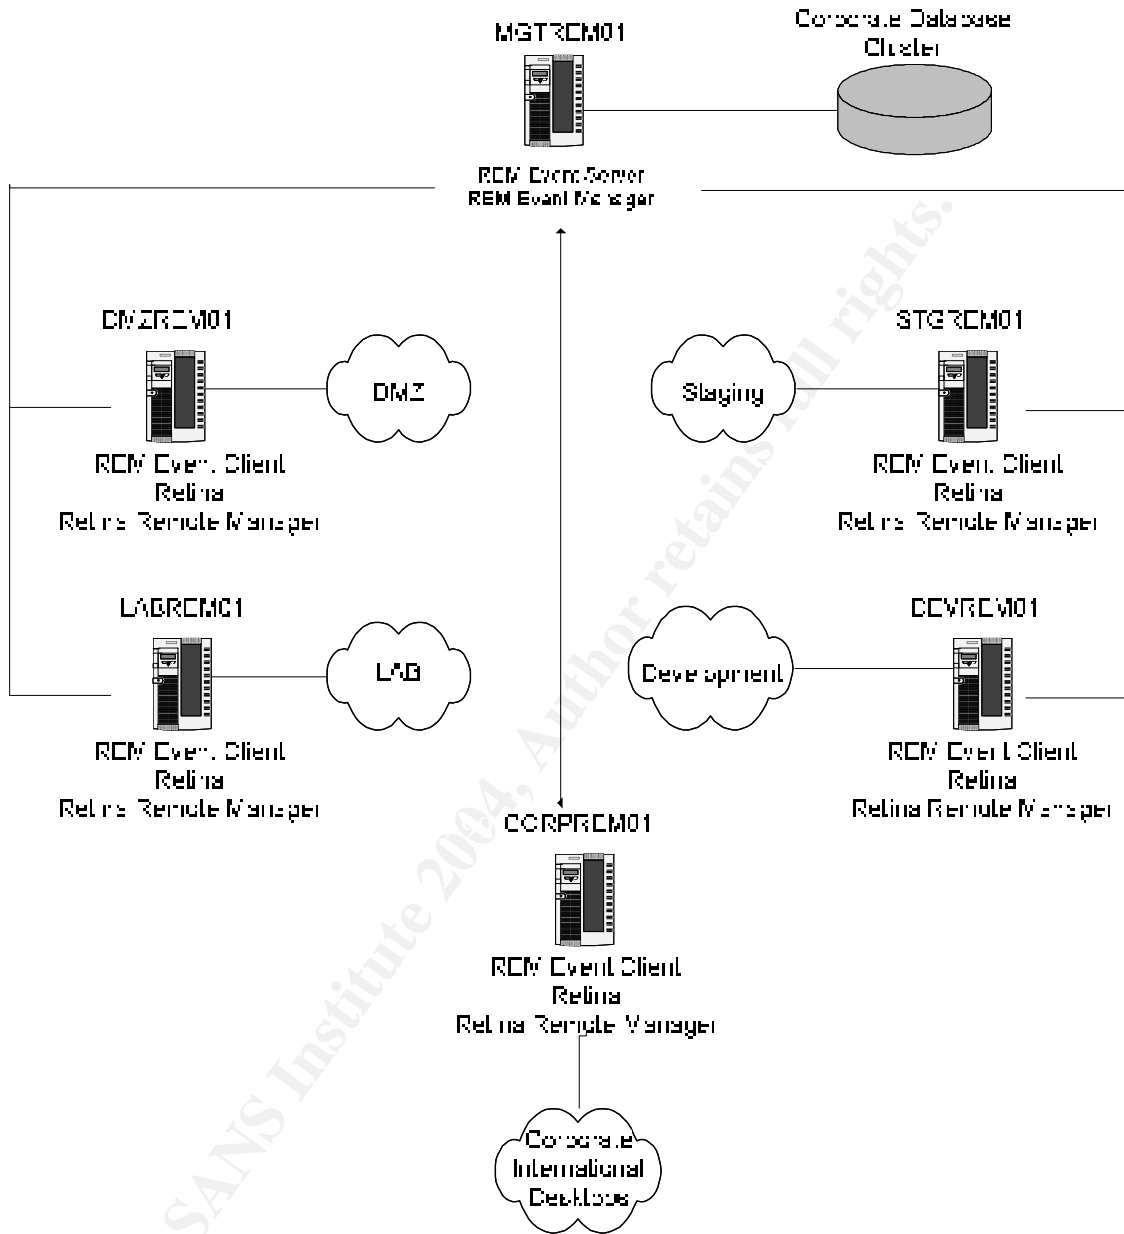 MGTREM01
Corporate Database
Cluster
REM Event Server
REM Event Manager
DMZREM01
DMZ
REM Event Client
Retina
Retina Remote Manager
STGREM01
Staging
REM Event Client
Retina
Retina Remote Manager
LABREM01
LAB
REM Event Client
Retina
Retina Remote Manager
DEVREM01
Development
REM Event Client
Retina
Retina Remote Manager
CORPREM01
REM Event Client
Retina
Retina Remote Manager
Corporate
International
Desktops
SANS Institute 2004, Author retains full rights.